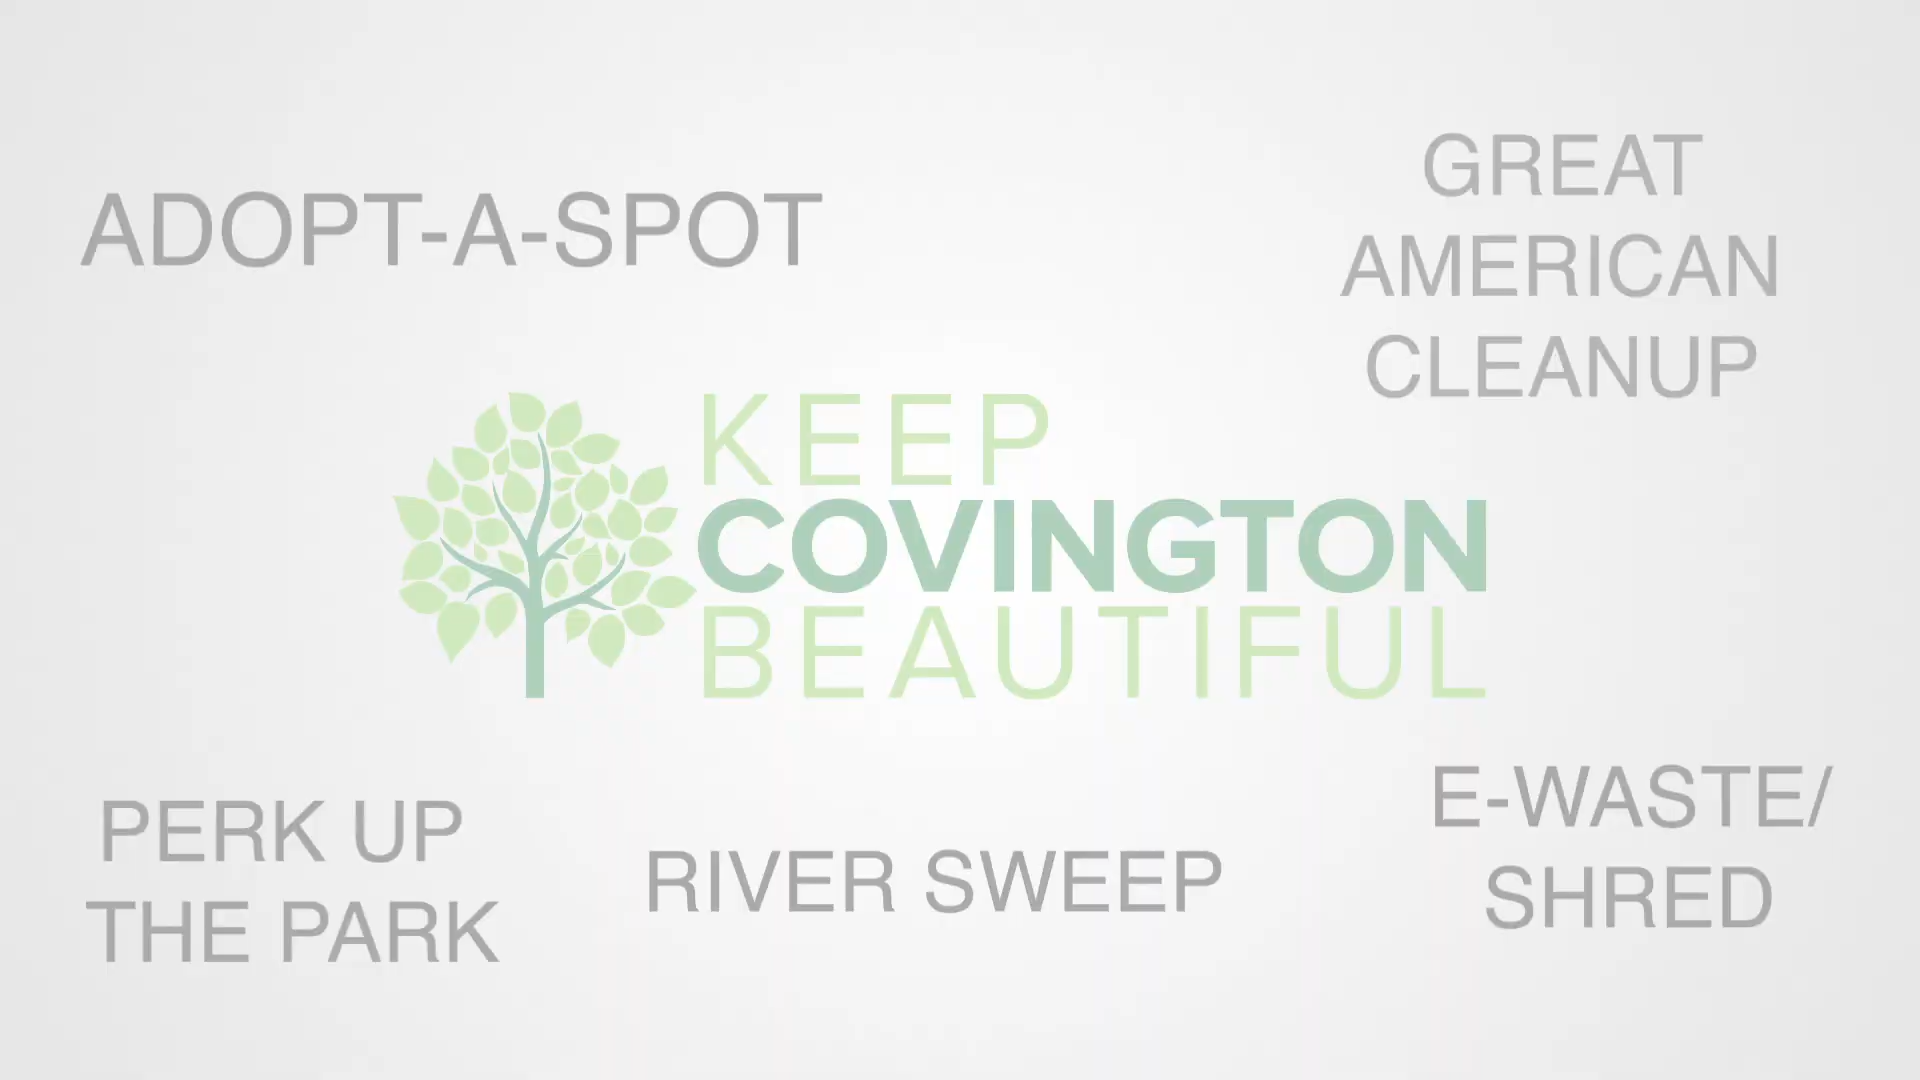 ADOPT-A-SPOT
GREAT
AMERICAN
CLEANUP
KEEP
COVINGTON
BEAUTIFUL
PERK UP
THE PARK
RIVER SWEEP
E-WASTE/
SHRED